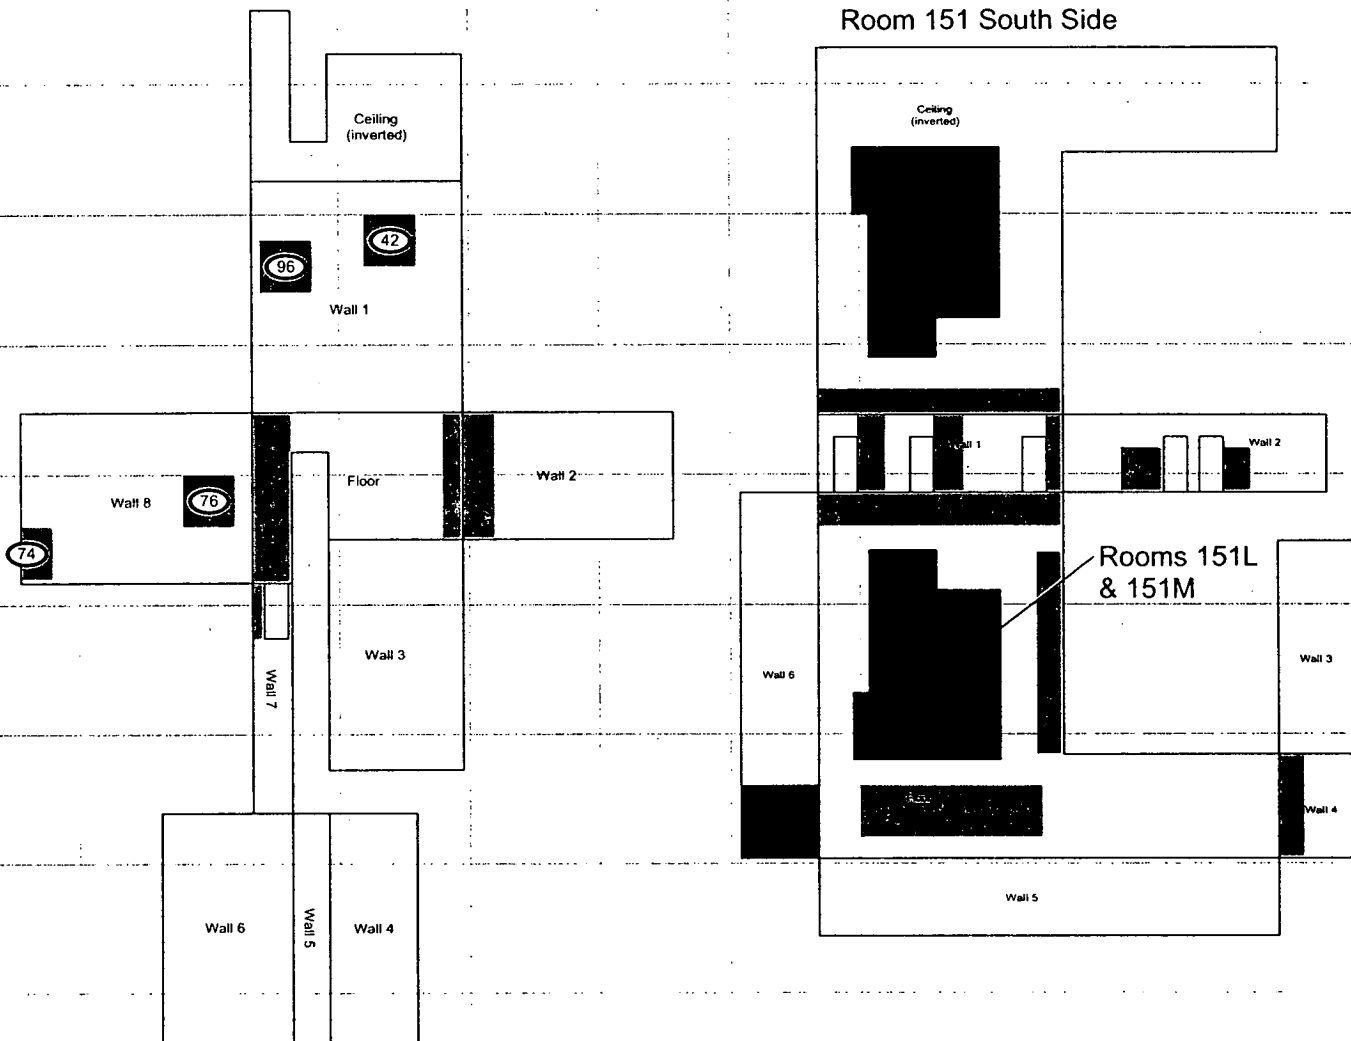 Room 151 South Side
Ceiling
(inverted)
42
96
Wall 1
Wall 8
76
74
Floor
Wall 2
Wall 3
Wall 7
Wall 6
Wall 5
Wall 4
Ceiling
(inverted)
Wall 1
Wall 2
Rooms 151L
& 151M
Wall 6
Wall 3
Wall 4
Wall 5